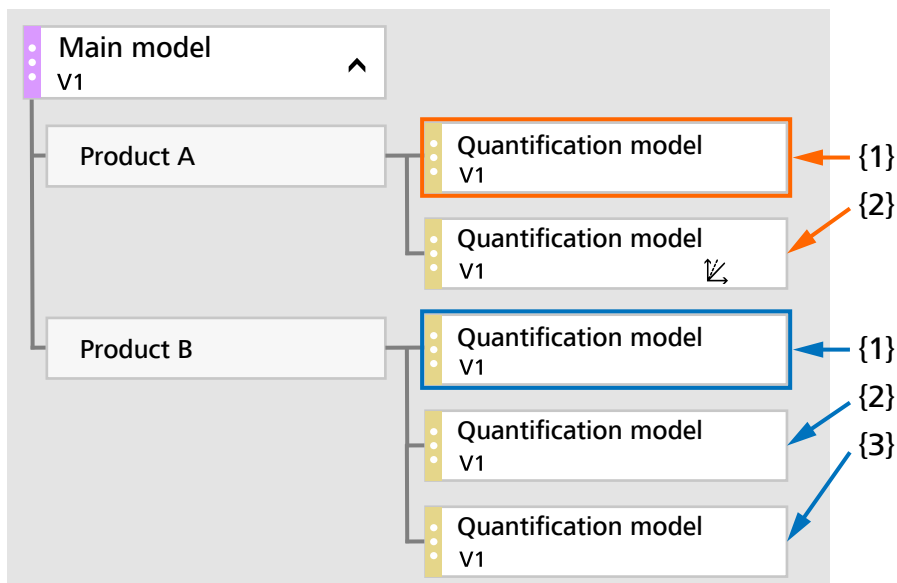 Main model
V1
Product A
Quantification model
V1
{1}
{2}
Quantification model
V1
Product B
Quantification model
V1
{1}
{2}
Quantification model
V1
{3}
Quantification model
V1